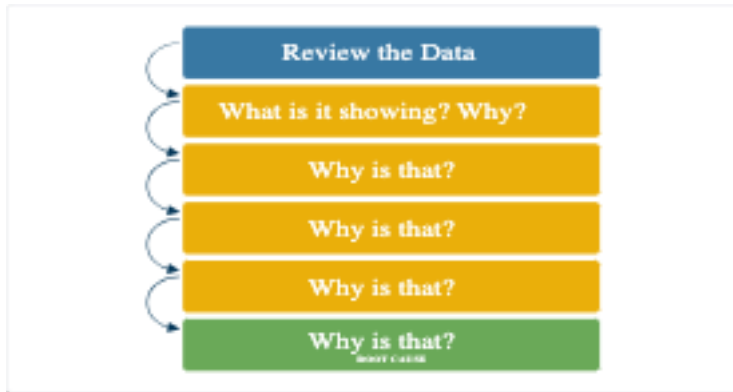 Review the Data
What is it showing? Why?
Why is that?
Why is that?
Why is that?
Why is that?
ROOT CAUSE